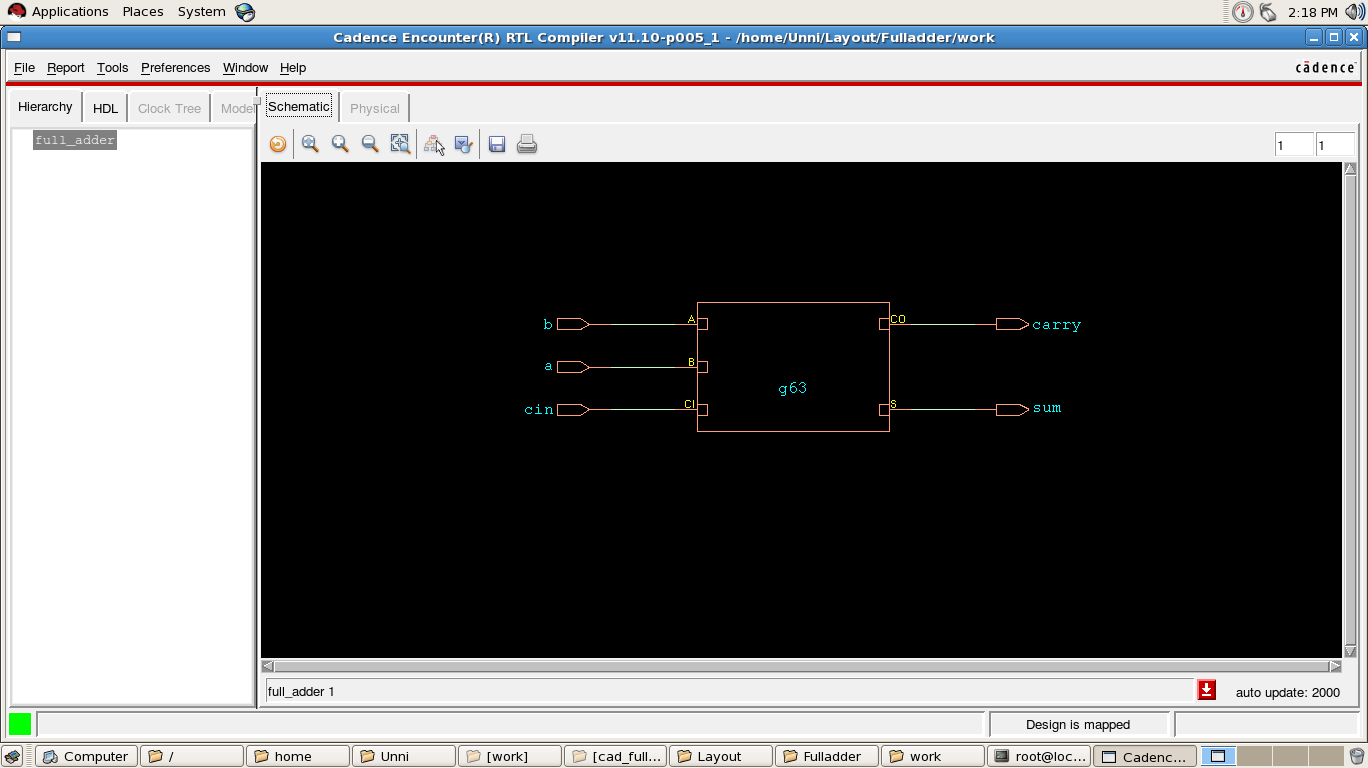 Applications Places System 2:18 PM
Cadence Encounter(R) RTL Compiler v11.10-p005_1 - /home/Unni/Layout/Fulladder/work
File Report Tools Preferences Window Help cādence
Hierarchy HDL Clock Tree Model Schematic Physical
full_adder
1 1
b A CO carry
a B
g63
cin CI S sum
full_adder 1 auto update: 2000
Design is mapped
Computer / home Unni [work] [cad_full... Layout Fulladder work root@loc... Cadenc...